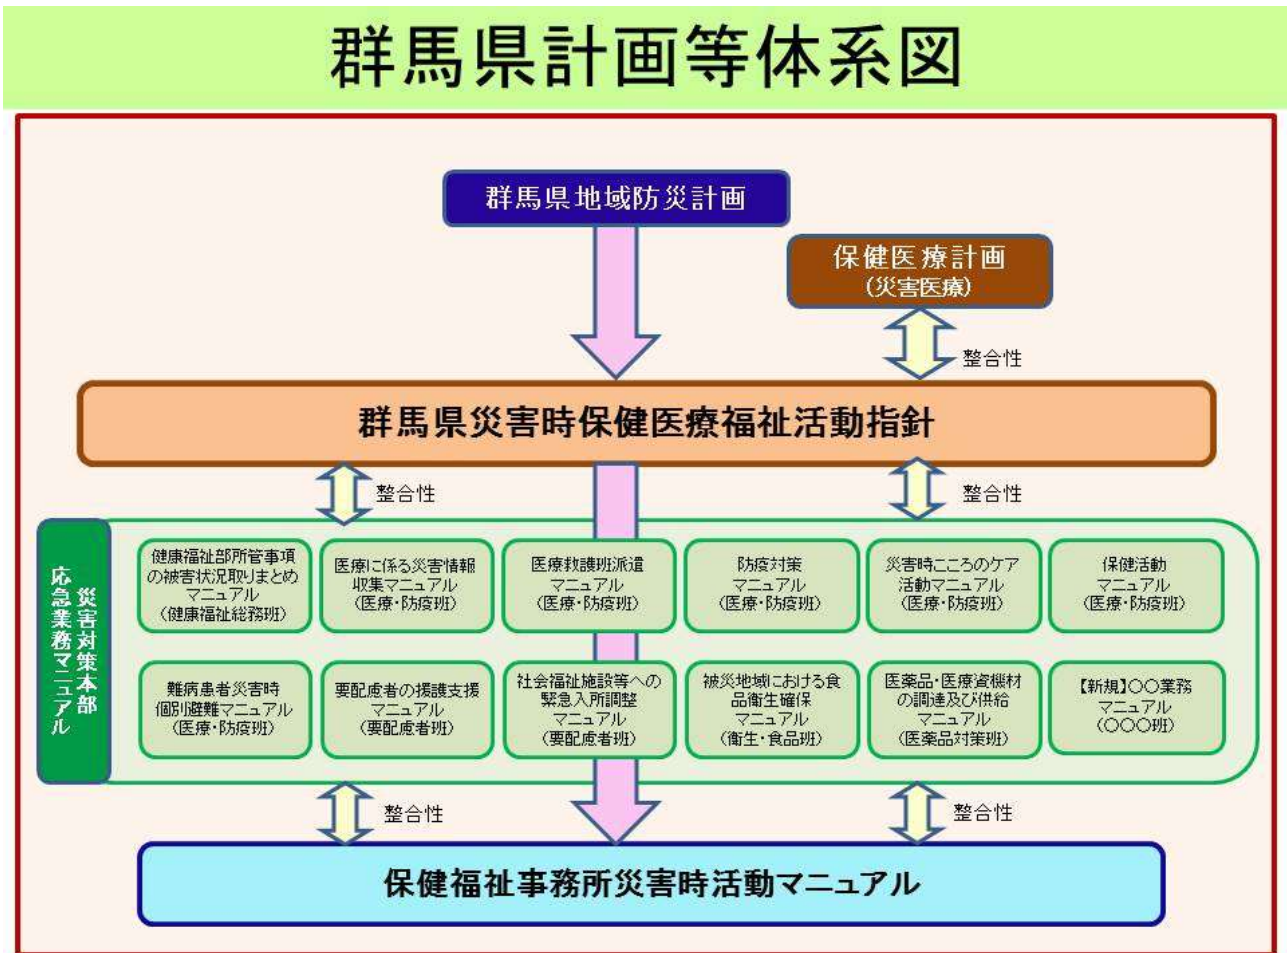 群馬県計画等体系図
群馬県地域防災計画
保健医療計画
(災害医療)
整合性
群馬県災害時保健医療福祉活動指針
整合性
整合性
災害対策本部
応急業務マニュアル
健康福祉部所管事項
の被害状況取りまとめ
マニュアル
(健康福祉総務班)
医療に係る災害情報
収集マニュアル
(医療・防疫班)
医療救護班派遣
マニュアル
(医療・防疫班)
防疫対策
マニュアル
(医療・防疫班)
災害時こころのケア
活動マニュアル
(医療・防疫班)
保健活動
マニュアル
(医療・防疫班)
難病患者災害時
個別避難マニュアル
(医療・防疫班)
要配慮者の援護支援
マニュアル
(要配慮者班)
社会福祉施設等への
緊急入所調整
マニュアル
(要配慮者班)
被災地域における食
品衛生確保
マニュアル
(衛生・食品班)
医薬品・医療資機材
の調達及び供給
マニュアル
(医薬品対策班)
【新規】〇〇業務
マニュアル
(〇〇〇班)
整合性
整合性
保健福祉事務所災害時活動マニュアル